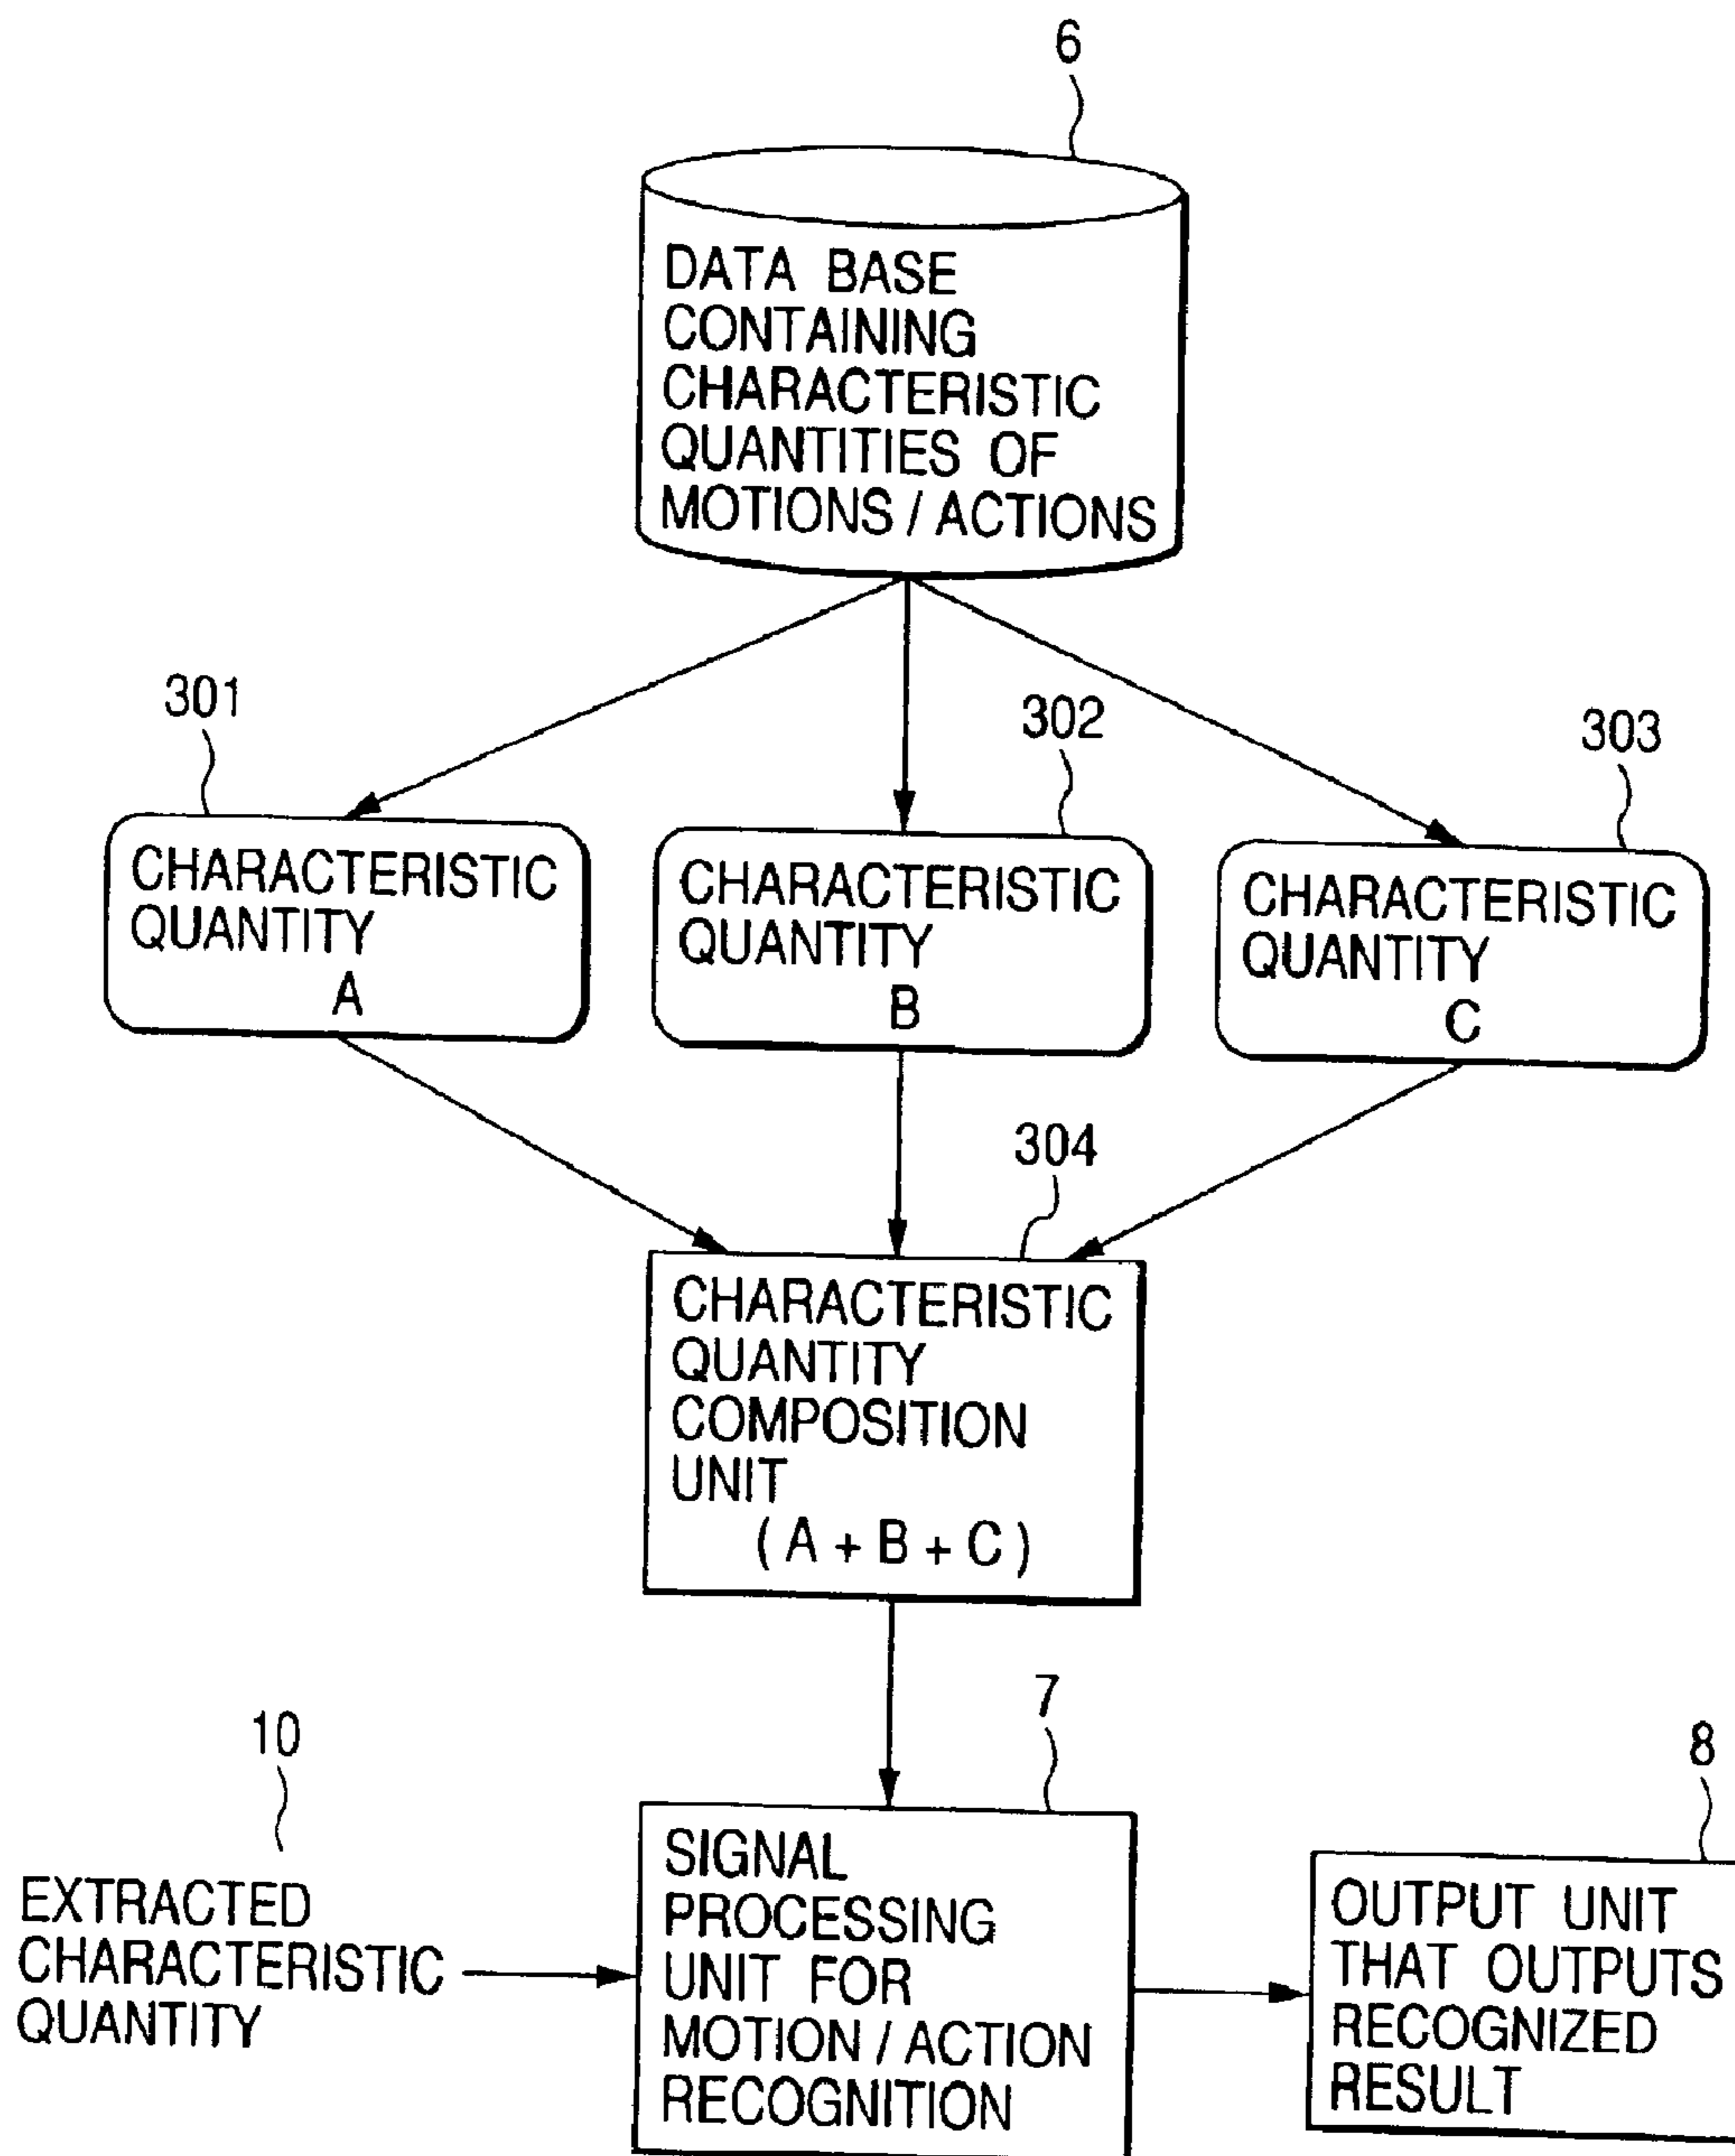 6
DATA BASE
CONTAINING
CHARACTERISTIC
QUANTITIES OF
MOTIONS / ACTIONS
301
302
303
CHARACTERISTIC
QUANTITY
A
CHARACTERISTIC
QUANTITY
B
CHARACTERISTIC
QUANTITY
C
304
CHARACTERISTIC
QUANTITY
COMPOSITION
UNIT
( A + B + C )
10
7
8
EXTRACTED
CHARACTERISTIC
QUANTITY
SIGNAL
PROCESSING
UNIT FOR
MOTION / ACTION
RECOGNITION
OUTPUT UNIT
THAT OUTPUTS
RECOGNIZED
RESULT